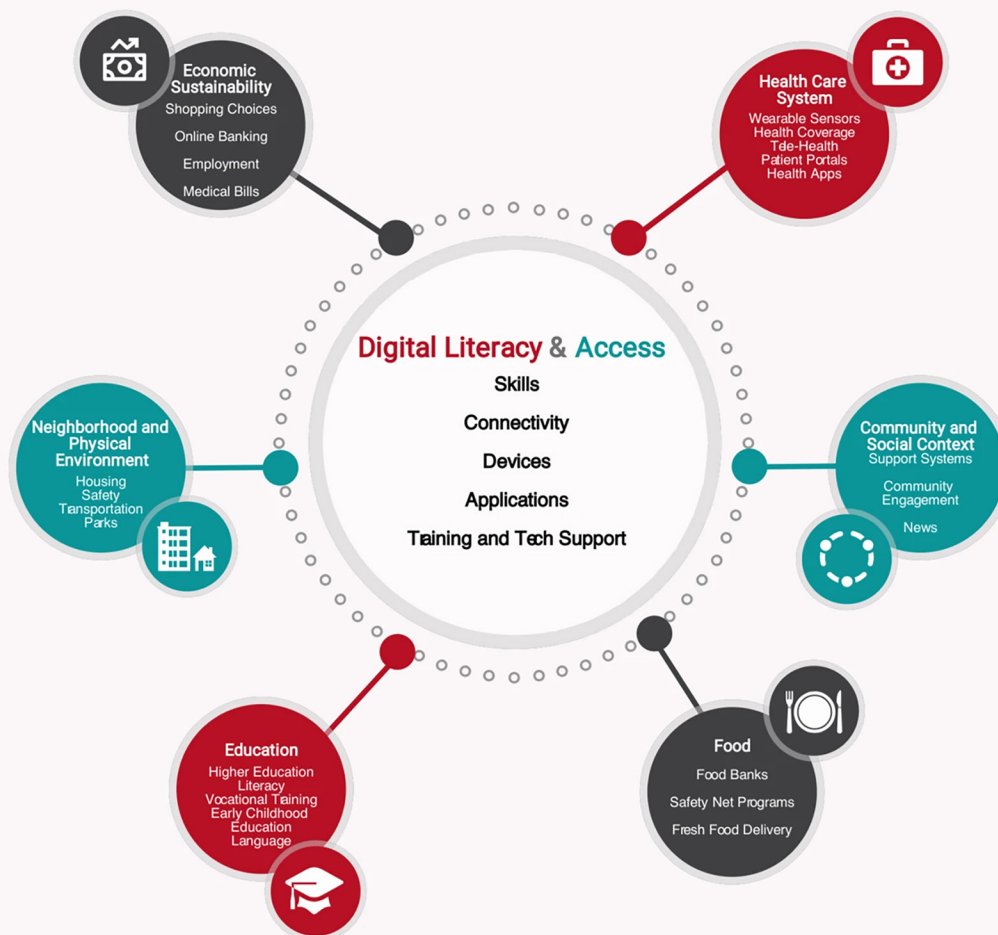 Economic
Sustainability
Shopping Choices
Online Banking
Employment
Medical Bills
Health Care
System
Wearable Sensors
Health Coverage
Tele-Health
Patient Portals
Health Apps
Digital Literacy & Access
Skills
Connectivity
Devices
Applications
Training and Tech Support
Neighborhood and
Physical
Environment
Housing
Safety
Transportation
Parks
Community and
Social Context
Support Systems
Community
Engagement
News
Education
Higher Education
Literacy
Vocational Training
Early Childhood
Education
Language
Food
Food Banks
Safety Net Programs
Fresh Food Delivery